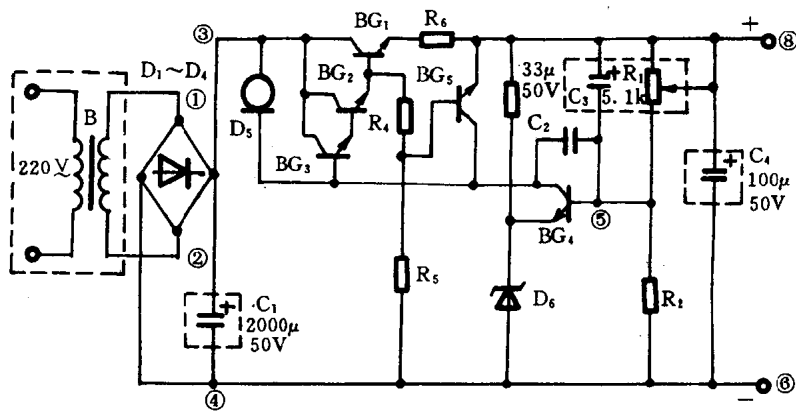 ③
BG₁
R₆
+
⑧
D₁～D₄
①
B
220V
~
②
D₅
BG₂
BG₃
R₄
BG₅
33μ
50V
C₂
C₃
+
R₁
5.1k
C₄
+
100μ
50V
BG₄
⑤
R₅
D₆
R₂
C₁
+
2000μ
50V
④
−
⑥